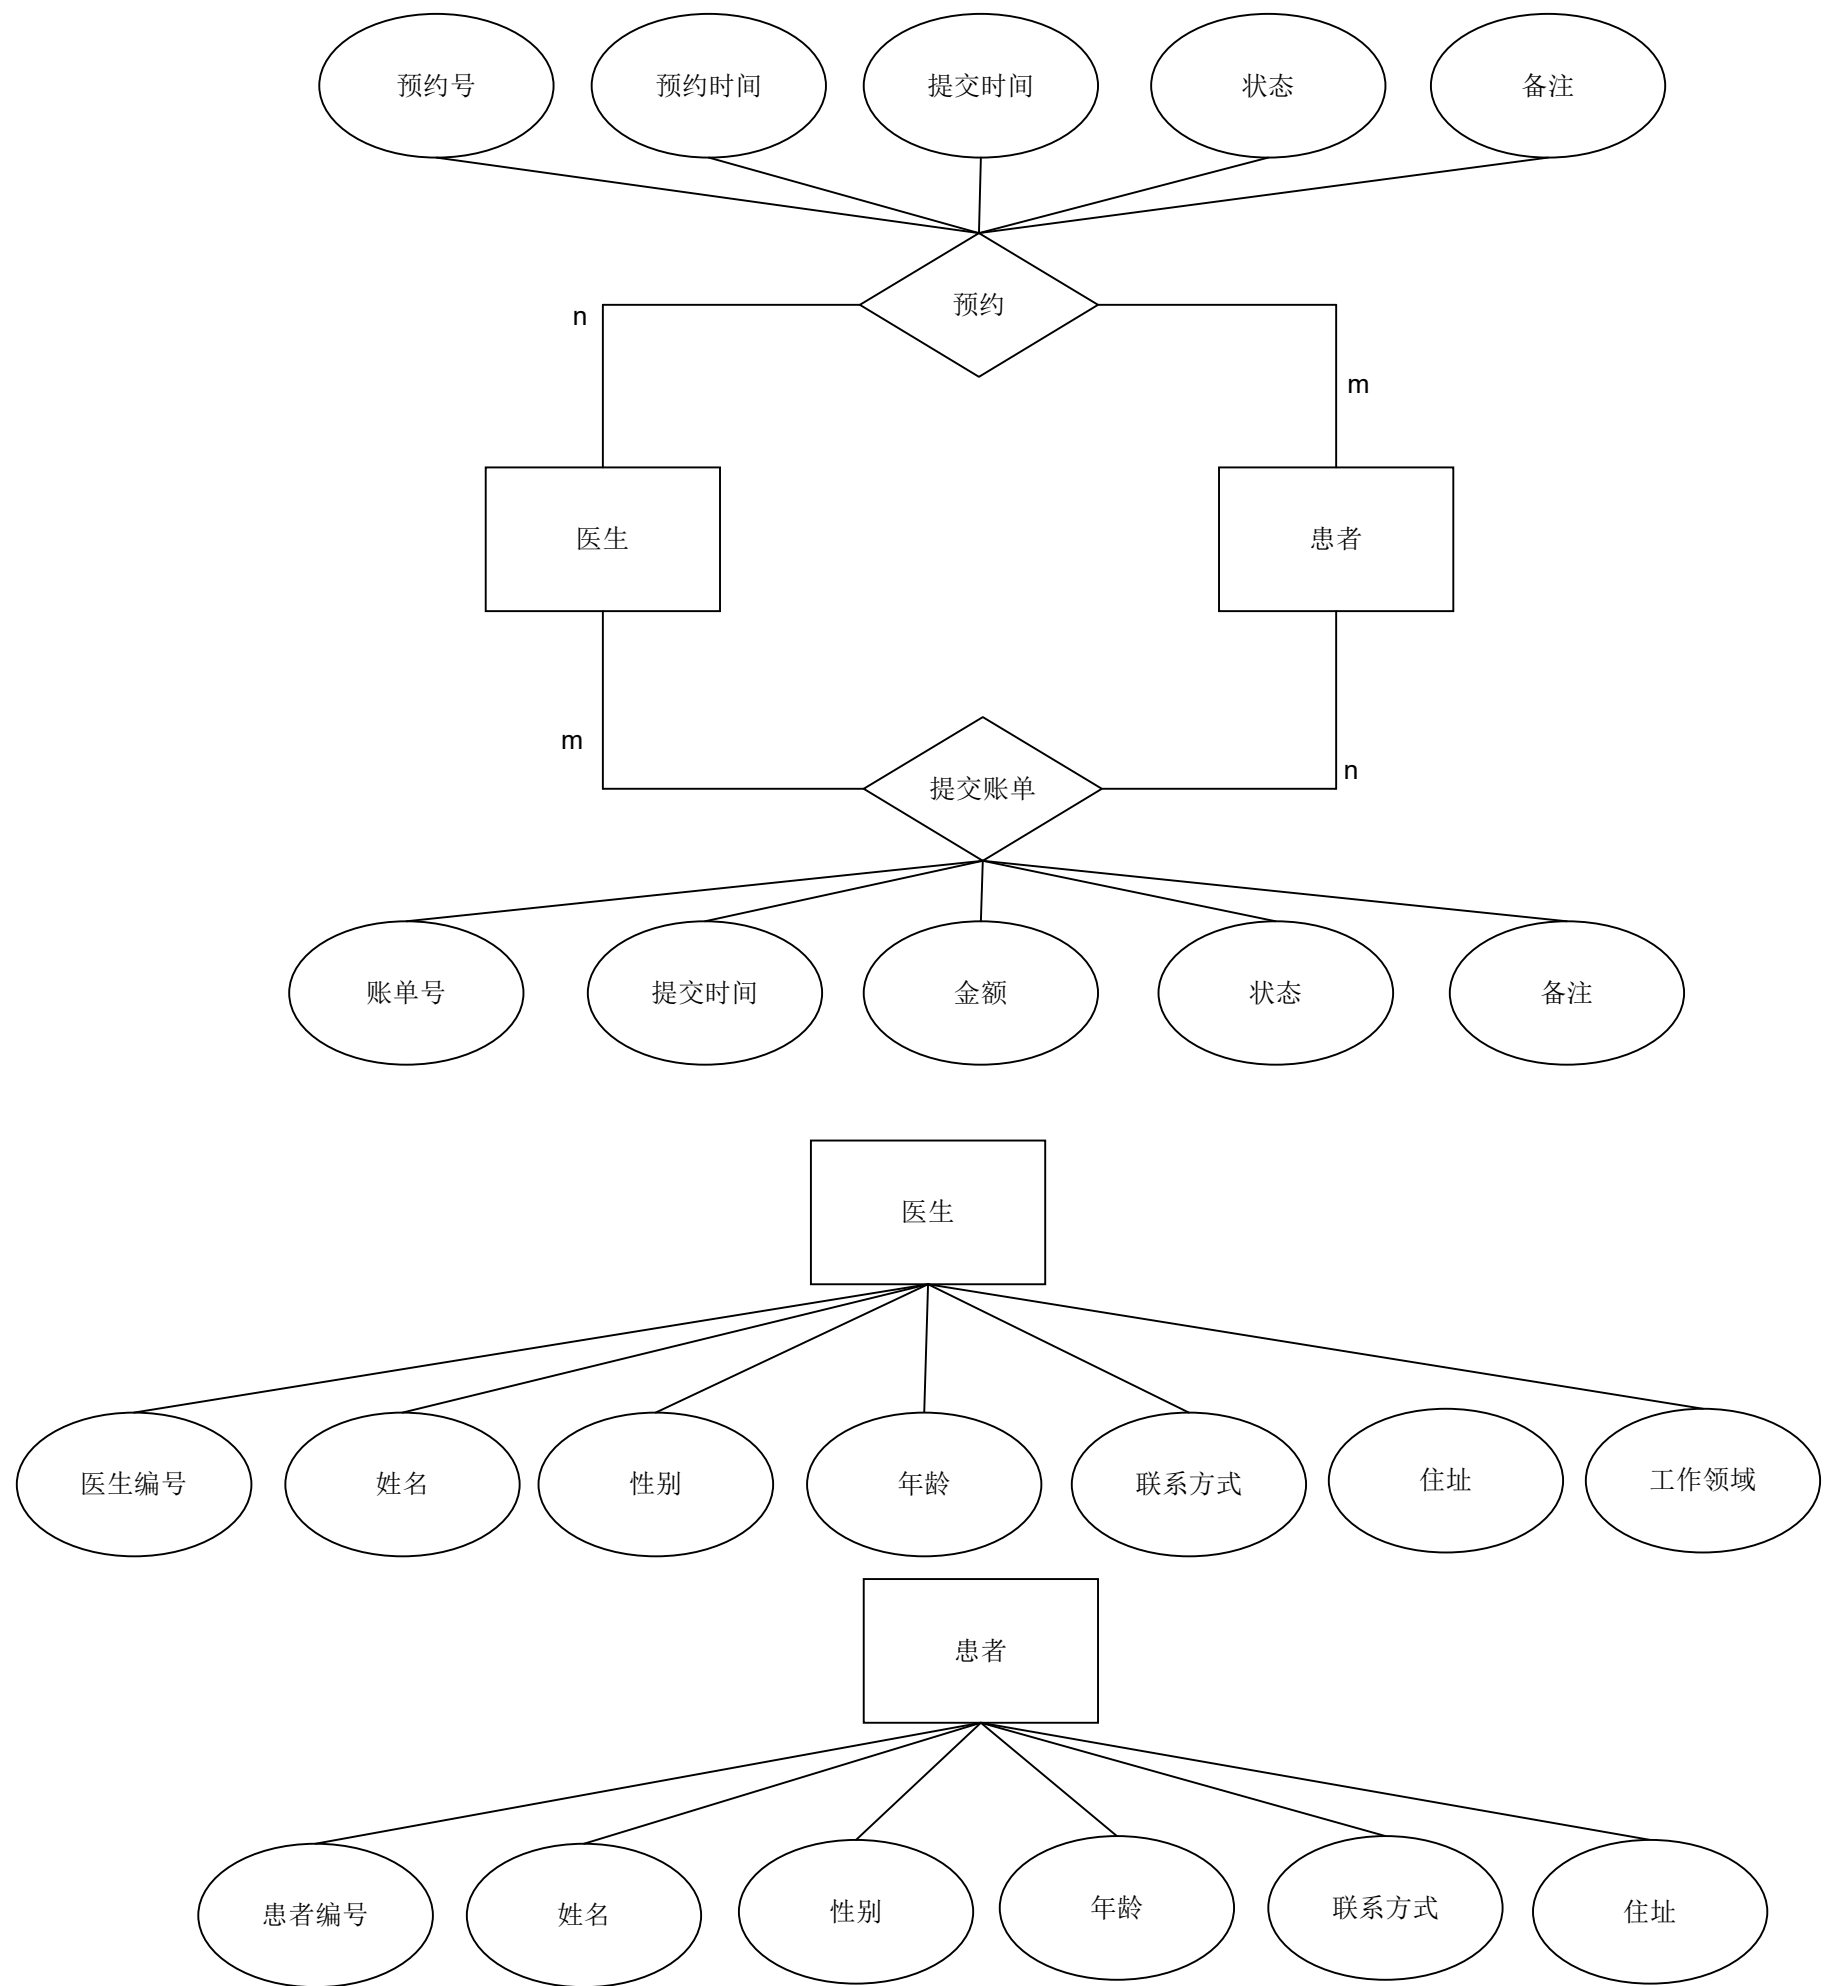 预约号
预约时间
提交时间
状态
备注
预约
n
m
医生
患者
m
n
提交账单
账单号
提交时间
金额
状态
备注
医生
医生编号
姓名
性别
年龄
联系方式
住址
工作领域
患者
患者编号
姓名
性别
年龄
联系方式
住址